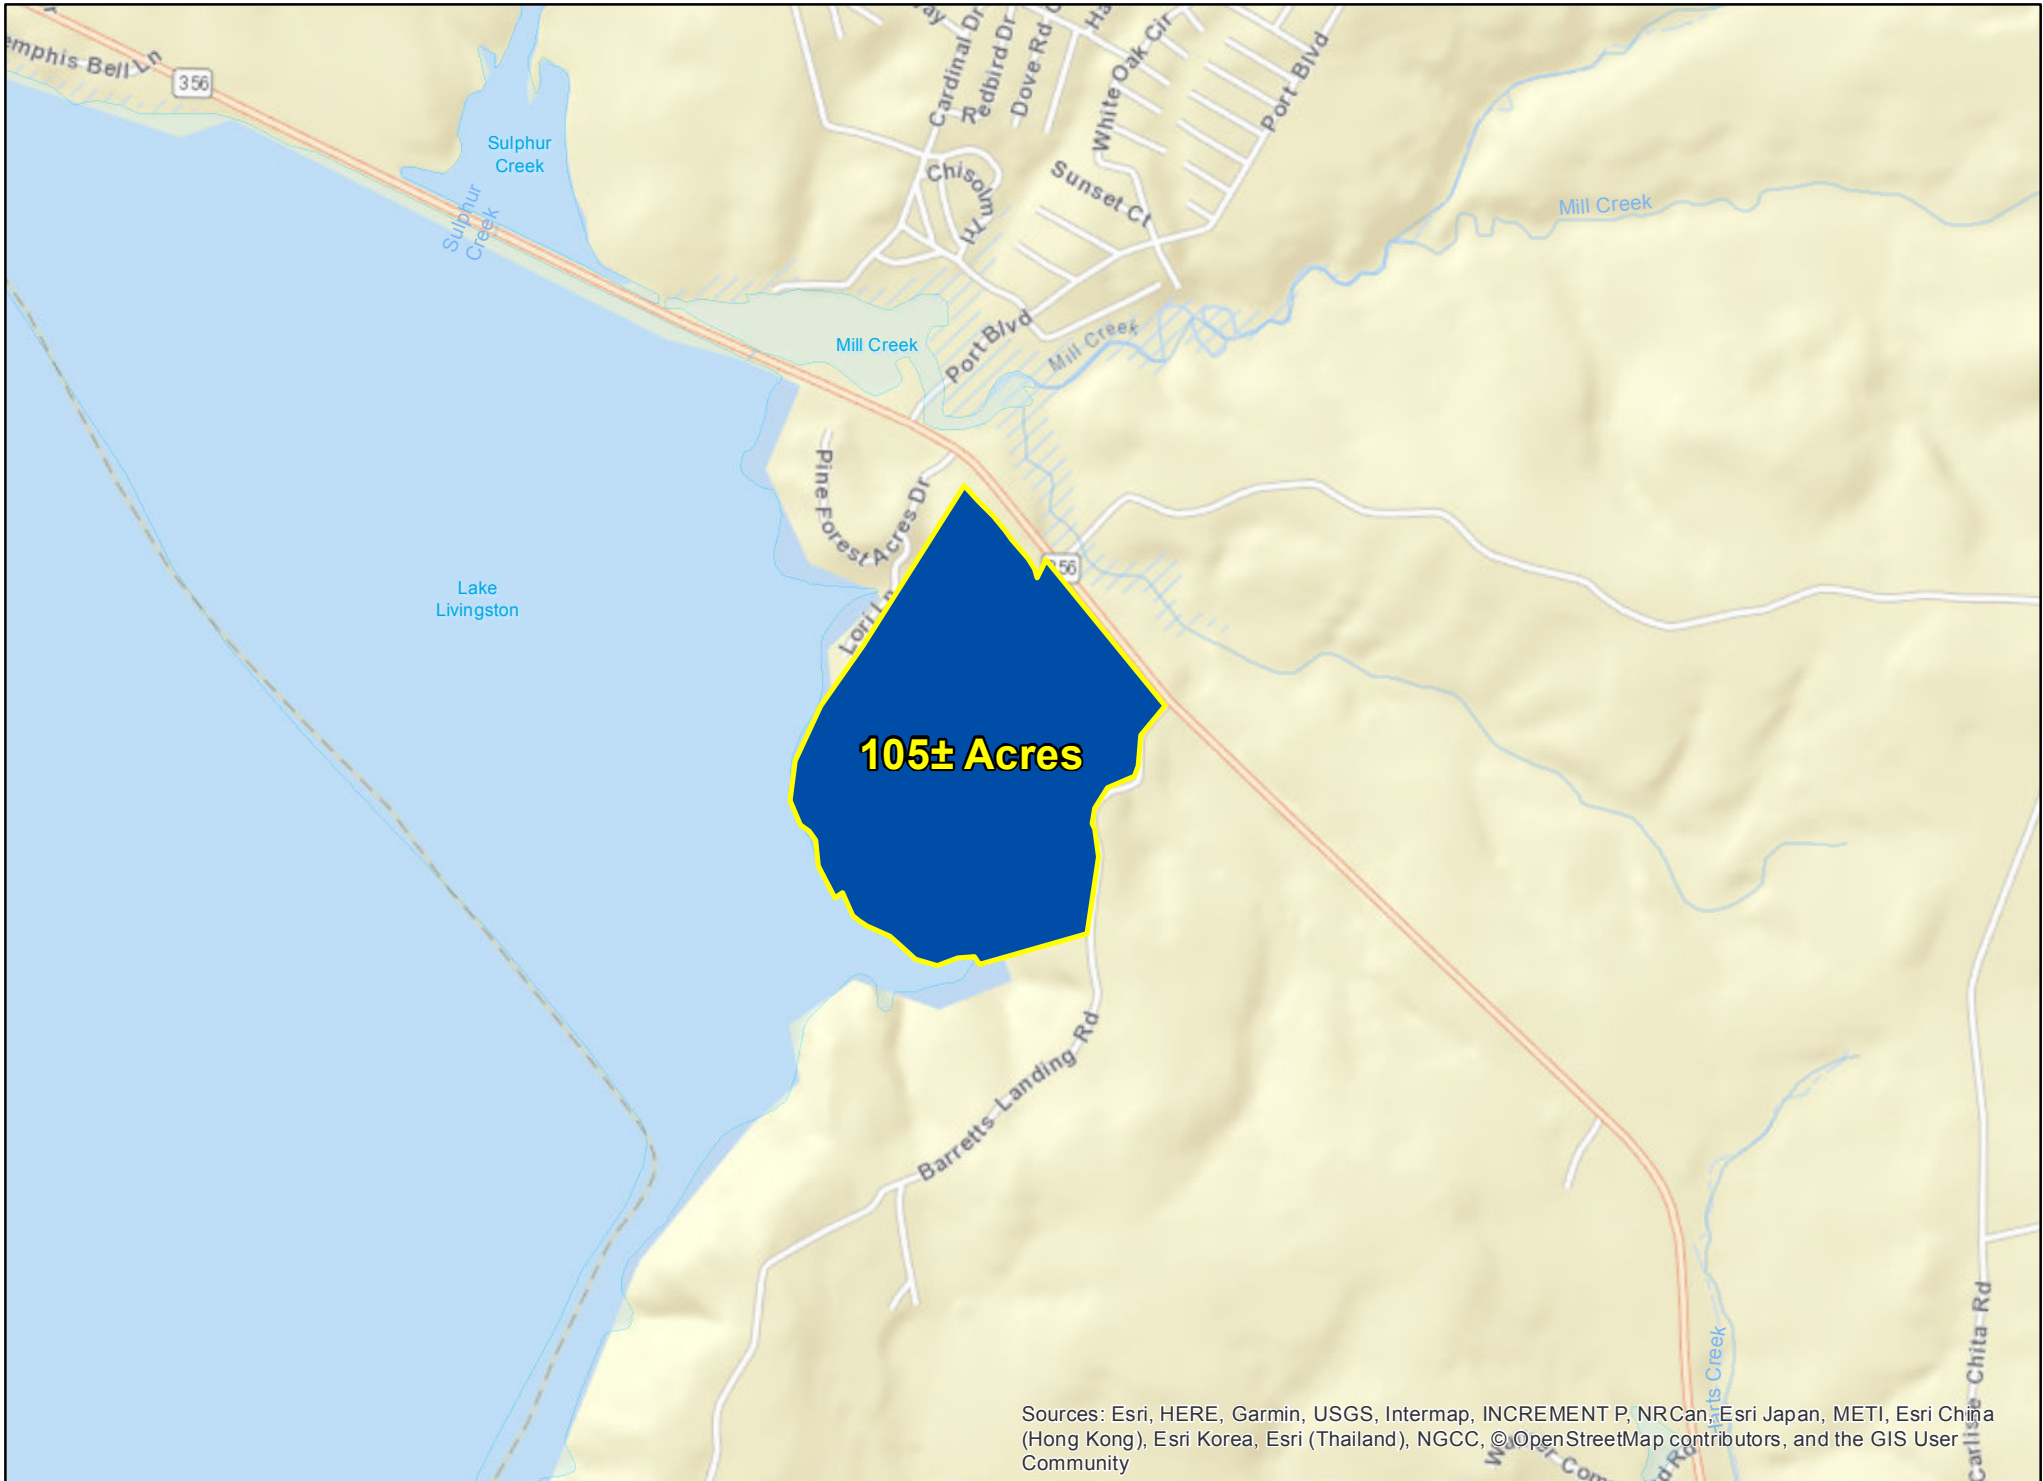 emphis Bell Ln
356
Cardinal Dr
Redbird Dr
Dove Rd
White Oak Cir
Port Blvd
Sulphur
Creek
Sulphur
Creek
Chisolm Trl
Sunset Ct
Mill Creek
Mill Creek
Port Blvd
Mill Creek
Pine Forest Acres Dr
56
Lake
Livingston
Lori Ln
105± Acres
Barretts Landing Rd
Carlisle Chita Rd
Harts Creek
Sources: Esri, HERE, Garmin, USGS, Intermap, INCREMENT P, NRCan, Esri Japan, METI, Esri China
(Hong Kong), Esri Korea, Esri (Thailand), NGCC, © OpenStreetMap contributors, and the GIS User
Community